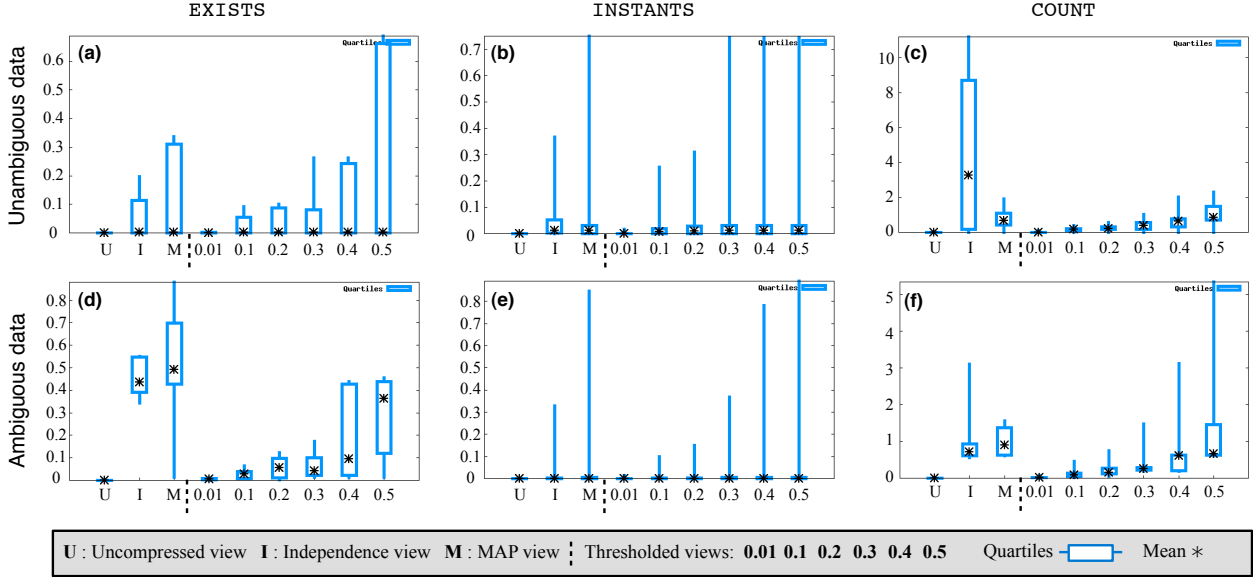 EXISTS INSTANTS COUNT
Unambiguous data
(a)
Quartiles
0.6
0.5
0.4
0.3
0.2
0.1
0
U I M 0.01 0.1 0.2 0.3 0.4 0.5
(b)
Quartiles
0.7
0.6
0.5
0.4
0.3
0.2
0.1
0
U I M 0.01 0.1 0.2 0.3 0.4 0.5
(c)
Quartiles
10
8
6
4
2
0
U I M 0.01 0.1 0.2 0.3 0.4 0.5
Ambiguous data
(d)
Quartiles
0.8
0.7
0.6
0.5
0.4
0.3
0.2
0.1
0
U I M 0.01 0.1 0.2 0.3 0.4 0.5
(e)
Quartiles
0.8
0.7
0.6
0.5
0.4
0.3
0.2
0.1
0
U I M 0.01 0.1 0.2 0.3 0.4 0.5
(f)
Quartiles
5
4
3
2
1
0
U I M 0.01 0.1 0.2 0.3 0.4 0.5
U : Uncompressed view I : Independence view M : MAP view Thresholded views: 0.01 0.1 0.2 0.3 0.4 0.5 Quartiles Mean *